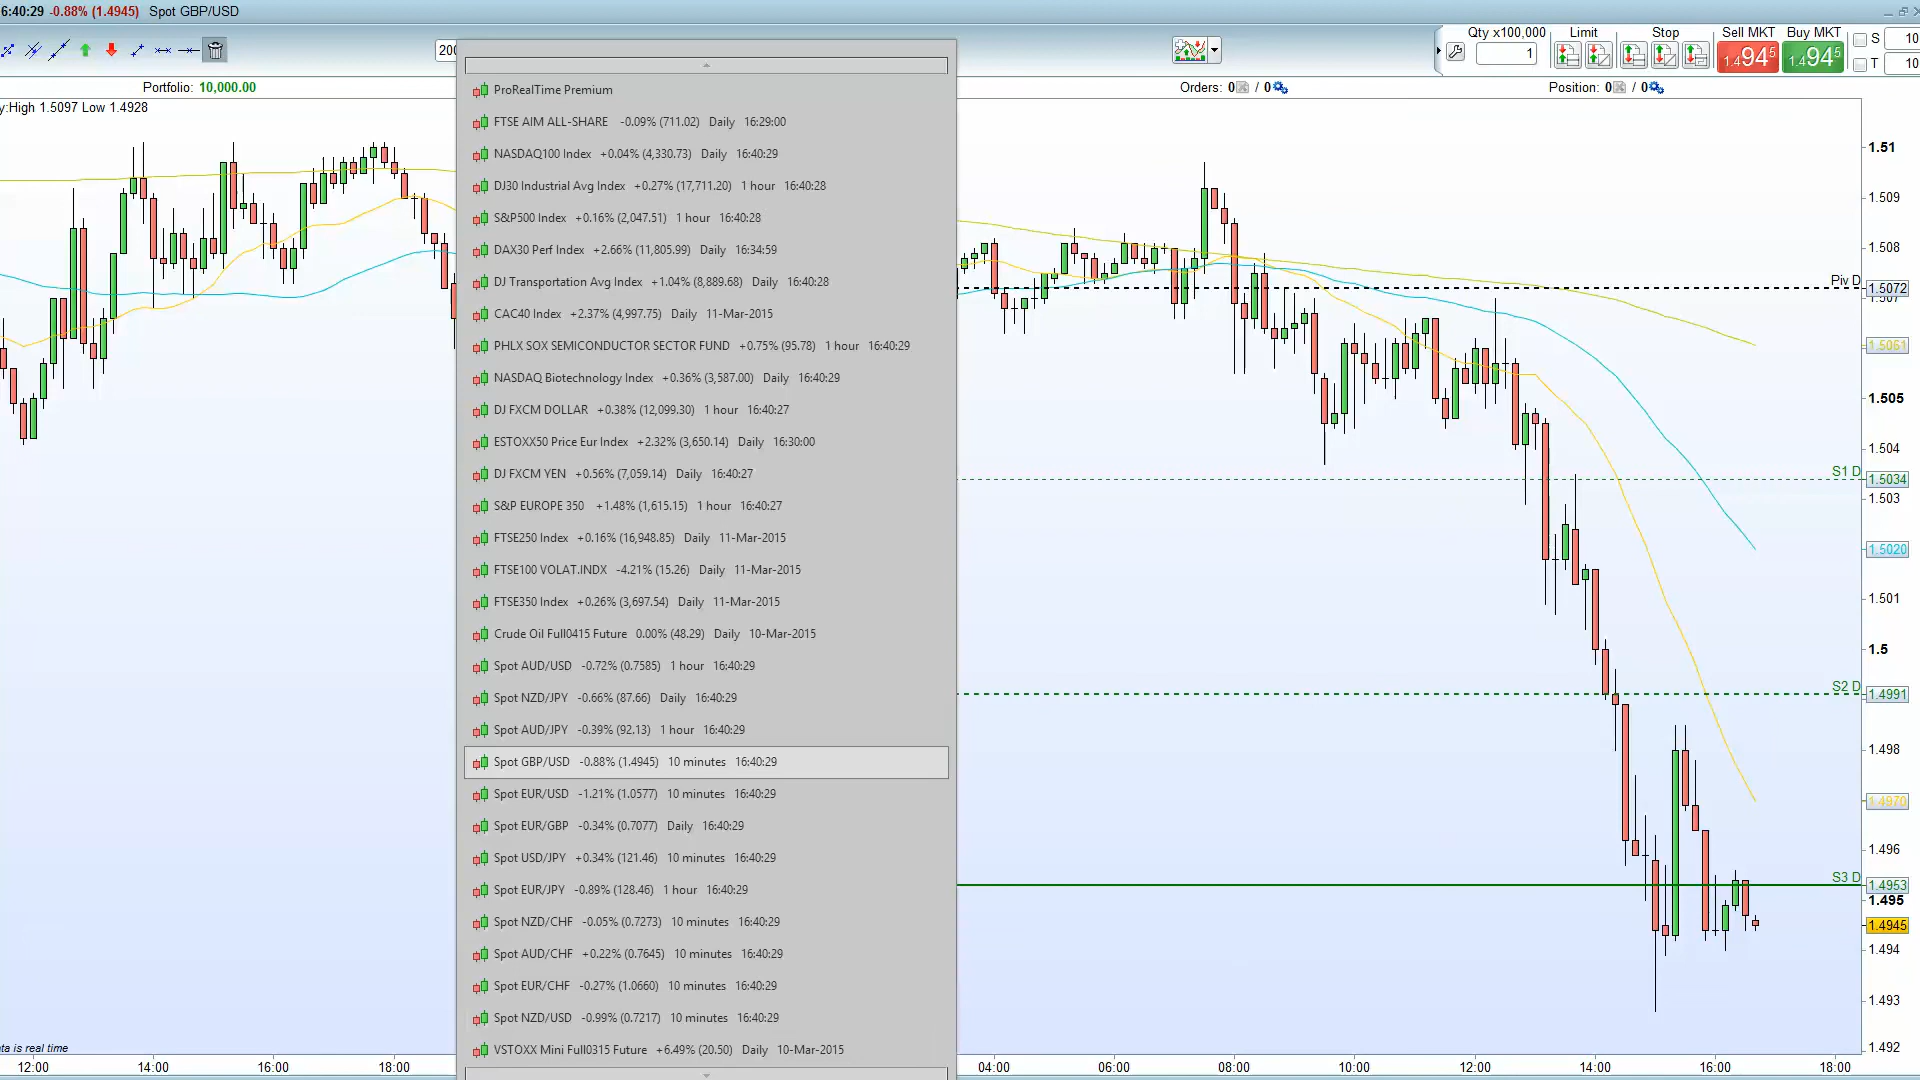 6:40:29 -0.88% (1.4945) Spot GBP/USD
200
Qty x100,000
1
Limit
Stop
Sell MKT
Buy MKT
1.4945
1.4945
S
10
T
10
Portfolio: 10,000.00
Orders: 0 / 0
Position: 0 / 0
y:High 1.5097 Low 1.4928
ProRealTime Premium
FTSE AIM ALL-SHARE -0.09% (711.02) Daily 16:29:00
NASDAQ100 Index +0.04% (4,330.73) Daily 16:40:29
DJ30 Industrial Avg Index +0.27% (17,711.20) 1 hour 16:40:28
S&P500 Index +0.16% (2,047.51) 1 hour 16:40:28
DAX30 Perf Index +2.66% (11,805.99) Daily 16:34:59
DJ Transportation Avg Index +1.04% (8,889.68) Daily 16:40:28
CAC40 Index +2.37% (4,997.75) Daily 11-Mar-2015
PHLX SOX SEMICONDUCTOR SECTOR FUND +0.75% (95.78) 1 hour 16:40:29
NASDAQ Biotechnology Index +0.36% (3,587.00) Daily 16:40:29
DJ FXCM DOLLAR +0.38% (12,099.30) 1 hour 16:40:27
ESTOXX50 Price Eur Index +2.32% (3,650.14) Daily 16:30:00
DJ FXCM YEN +0.56% (7,059.14) Daily 16:40:27
S&P EUROPE 350 +1.48% (1,615.15) 1 hour 16:40:27
FTSE250 Index +0.16% (16,948.85) Daily 11-Mar-2015
FTSE100 VOLAT.INDX -4.21% (15.26) Daily 11-Mar-2015
FTSE350 Index +0.26% (3,697.54) Daily 11-Mar-2015
Crude Oil Full0415 Future 0.00% (48.29) Daily 10-Mar-2015
Spot AUD/USD -0.72% (0.7585) 1 hour 16:40:29
Spot NZD/JPY -0.66% (87.66) Daily 16:40:29
Spot AUD/JPY -0.39% (92.13) 1 hour 16:40:29
Spot GBP/USD -0.88% (1.4945) 10 minutes 16:40:29
Spot EUR/USD -1.21% (1.0577) 10 minutes 16:40:29
Spot EUR/GBP -0.34% (0.7077) Daily 16:40:29
Spot USD/JPY +0.34% (121.46) 10 minutes 16:40:29
Spot EUR/JPY -0.89% (128.46) 1 hour 16:40:29
Spot NZD/CHF -0.05% (0.7273) 10 minutes 16:40:29
Spot AUD/CHF +0.22% (0.7645) 10 minutes 16:40:29
Spot EUR/CHF -0.27% (1.0660) 10 minutes 16:40:29
Spot NZD/USD -0.99% (0.7217) 10 minutes 16:40:29
VSTOXX Mini Full0315 Future +6.49% (20.50) Daily 10-Mar-2015
1.51
1.509
1.508
Piv D 1.5072
1.507
1.5061
1.505
1.504
S1 D 1.5034
1.503
1.5020
1.501
1.5
S2 D 1.4991
1.498
1.4970
1.496
S3 D 1.4953
1.495
1.4945
1.494
1.493
1.492
ta is real time
12:00 14:00 16:00 18:00 04:00 06:00 08:00 10:00 12:00 14:00 16:00 18:00